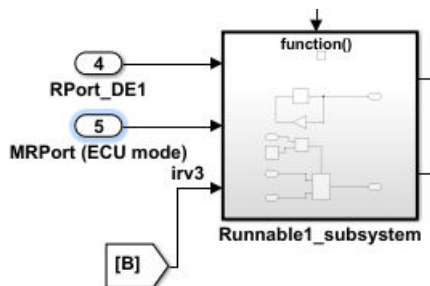 function()
4
RPort_DE1
5
MRPort (ECU mode)
irv3
[B]
Runnable1_subsystem